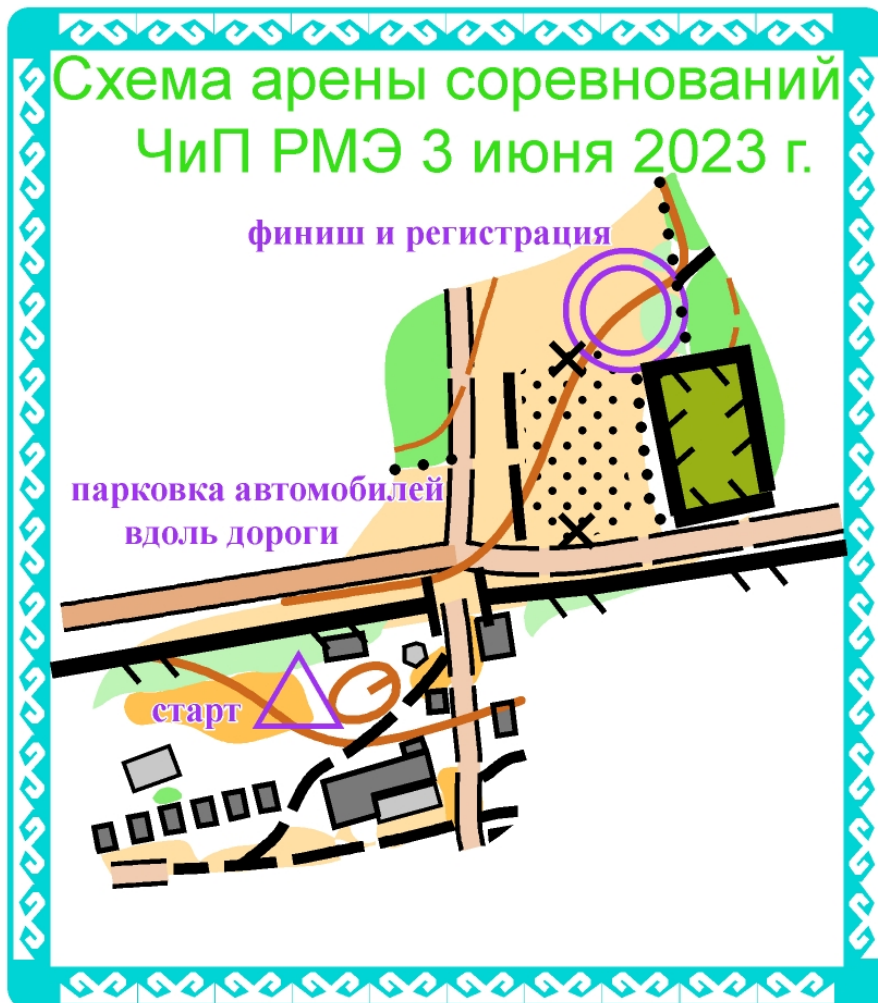 Схема арены соревнований
ЧиП РМЭ 3 июня 2023 г.
финиш и регистрация
парковка автомобилей
вдоль дороги
старт